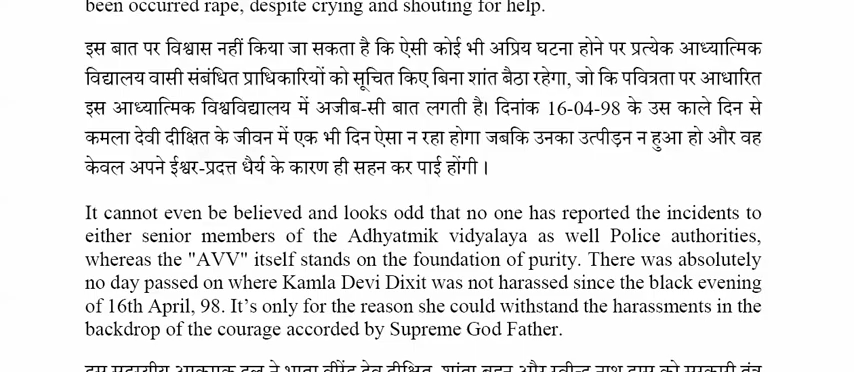 been occurred rape, despite crying and shouting for help.
इस बात पर विश्वास नहीं किया जा सकता है कि ऐसी कोई भी अप्रिय घटना होने पर प्रत्येक आध्यात्मिक
विद्यालय वासी संबंधित प्राधिकारियों को सूचित किए बिना शांत बैठा रहेगा, जो कि पवित्रता पर आधारित
इस आध्यात्मिक विश्वविद्यालय में अजीब-सी बात लगती है। दिनांक 16-04-98 के उस काले दिन से
कमला देवी दीक्षित के जीवन में एक भी दिन ऐसा न रहा होगा जबकि उनका उत्पीड़न न हुआ हो और वह
केवल अपने ईश्वर-प्रदत्त धैर्य के कारण ही सहन कर पाई होंगी ।
It cannot even be believed and looks odd that no one has reported the incidents to
either senior members of the Adhyatmik vidyalaya as well Police authorities,
whereas the "AVV" itself stands on the foundation of purity. There was absolutely
no day passed on where Kamla Devi Dixit was not harassed since the black evening
of 16th April, 98. It’s only for the reason she could withstand the harassments in the
backdrop of the courage accorded by Supreme God Father.